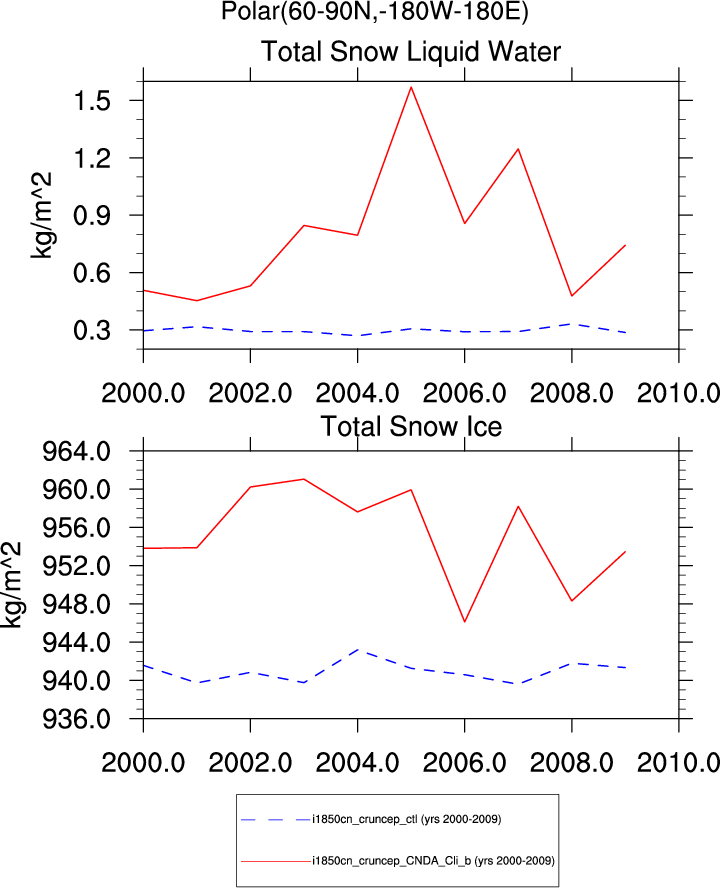 Polar(60-90N,-180W-180E)
Total Snow Liquid Water
1.5
1.2
0.9
0.6
0.3
kg/m^2
2000.0 2002.0 2004.0 2006.0 2008.0 2010.0
Total Snow Ice
964.0
960.0
956.0
952.0
948.0
944.0
940.0
936.0
kg/m^2
2000.0 2002.0 2004.0 2006.0 2008.0 2010.0
i1850cn_cruncep_ctl (yrs 2000-2009)
i1850cn_cruncep_CNDA_Cli_b (yrs 2000-2009)